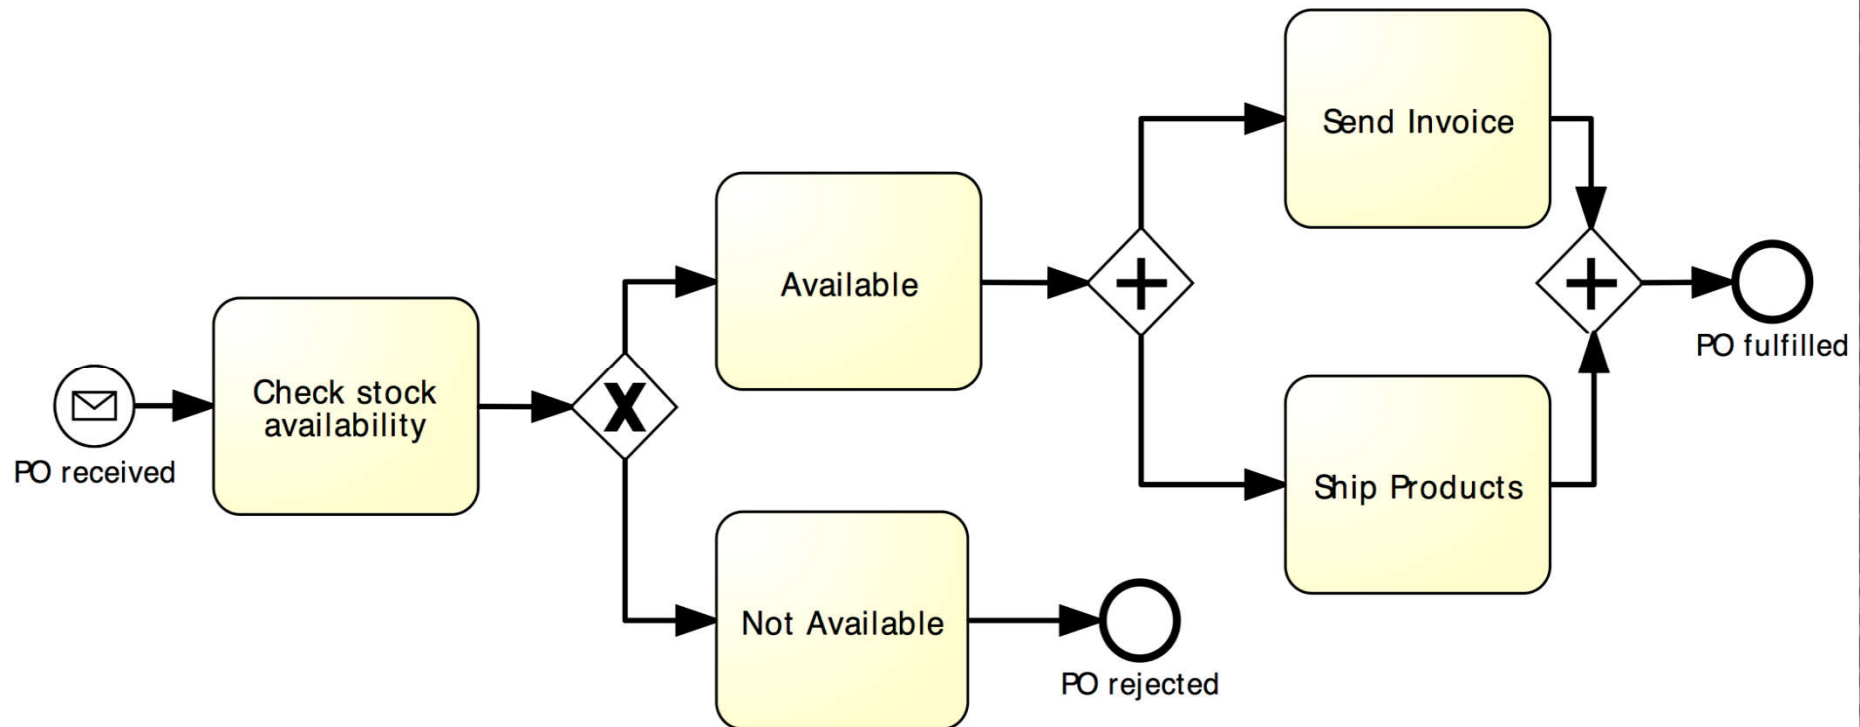 PO received
Check stock
availability
Available
Not Available
PO rejected
Send Invoice
Ship Products
PO fulfilled